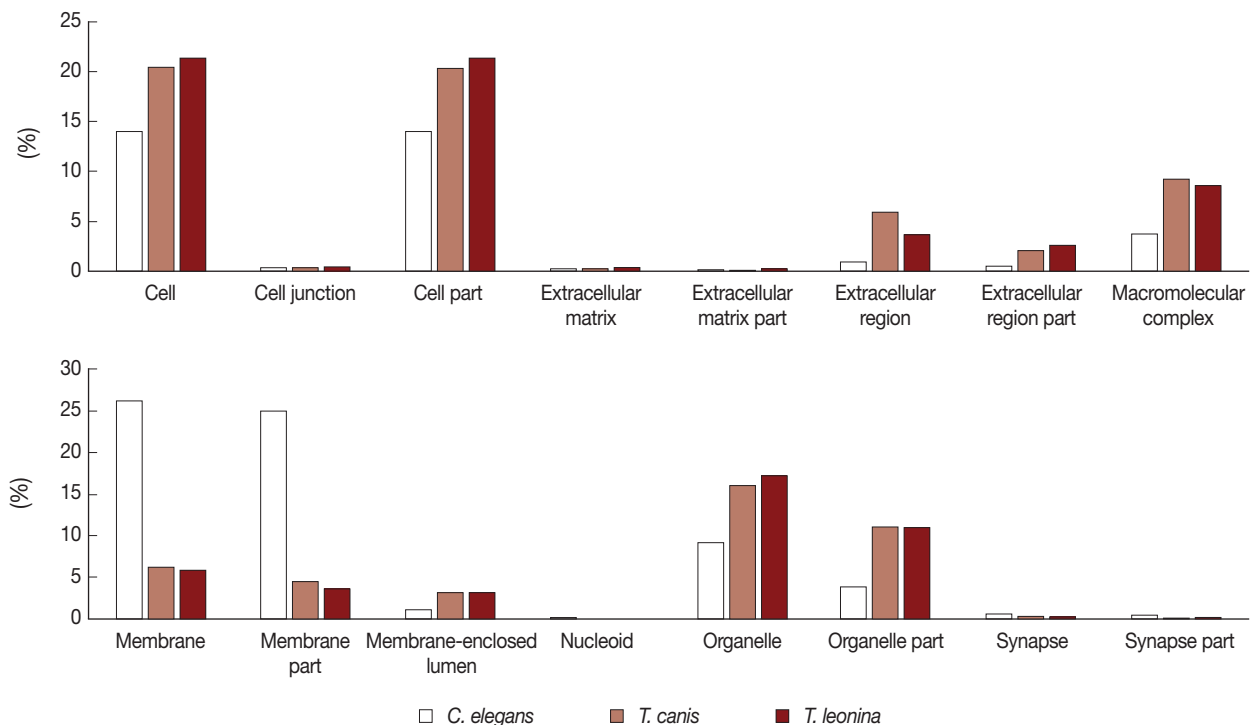 25
20
15
10
5
0
(%)
Cell
Cell junction
Cell part
Extracellular
matrix
Extracellular
matrix part
Extracellular
region
Extracellular
region part
Macromolecular
complex
30
25
20
15
10
5
0
(%)
Membrane
Membrane
part
Membrane-enclosed
lumen
Nucleoid
Organelle
Organelle part
Synapse
Synapse part
C. elegans
T. canis
T. leonina